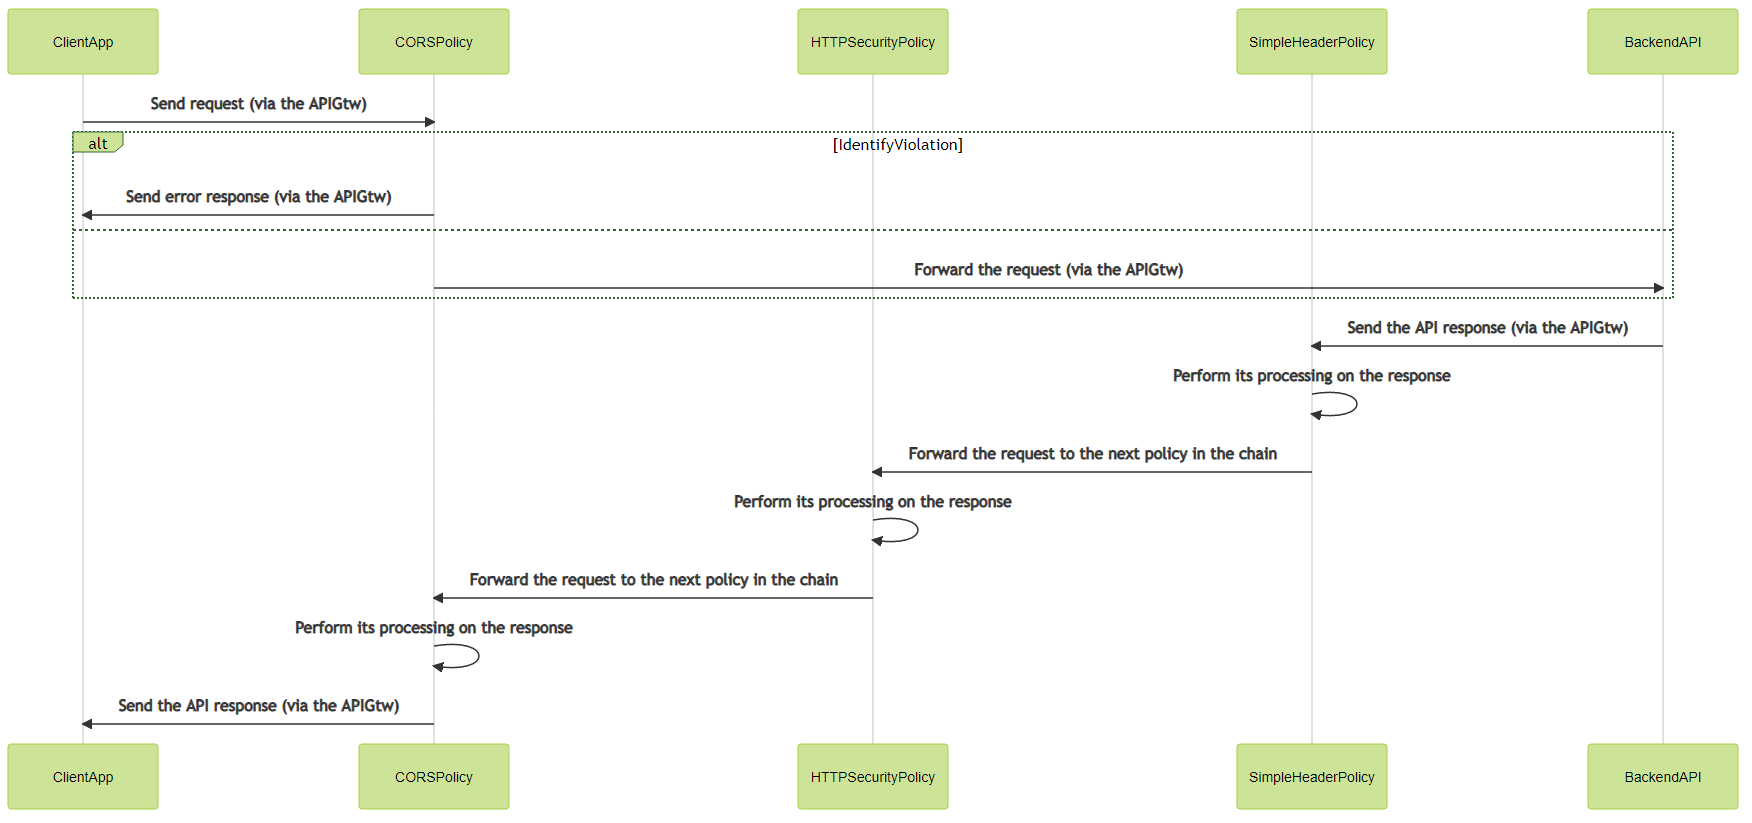 ClientApp
CORSPolicy
HTTPSecurityPolicy
SimpleHeaderPolicy
BackendAPI
Send request (via the APIGtw)
alt
[IdentifyViolation]
Send error response (via the APIGtw)
Forward the request (via the APIGtw)
Send the API response (via the APIGtw)
Perform its processing on the response
Forward the request to the next policy in the chain
Perform its processing on the response
Forward the request to the next policy in the chain
Perform its processing on the response
Send the API response (via the APIGtw)
ClientApp
CORSPolicy
HTTPSecurityPolicy
SimpleHeaderPolicy
BackendAPI